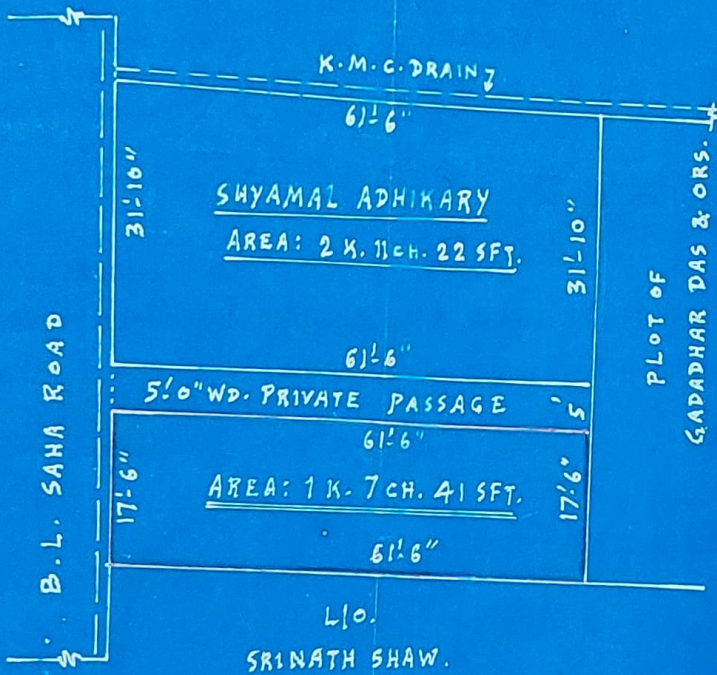 K.M.C. DRAIN
61'-6"
SHYAMAL ADHIKARY
AREA: 2 K. 11 CH. 22 SFT.
31'-10"
31'-10"
61'-6"
5'.0" WD. PRIVATE PASSAGE
5'
61'-6"
AREA: 1 K. 7 CH. 41 SFT.
17'-6"
17'-6"
61'-6"
B.L. SAHA ROAD
PLOT OF
GADADHAR DAS & ORS.
L/O.
SRINATH SHAW.